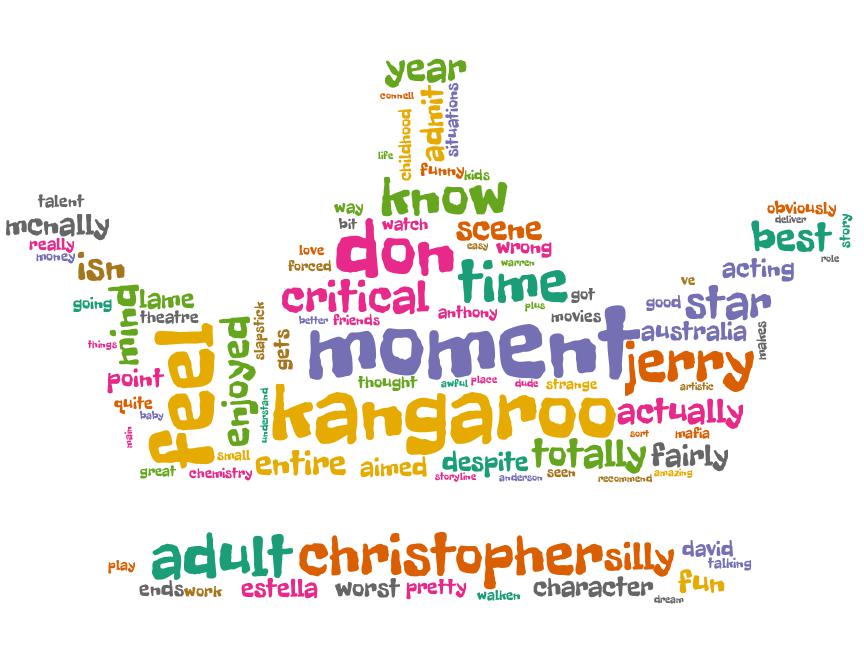 year
connell
childhood
admit
situations
life
funny
kids
know
way
bit
watch
scene
easy
wrong
love
don
forced
warren
time
critical
plus
got
better
friends
anthony
movies
talent
mcnally
really
money
isn
going
mind
lame
theatre
things
feel
enjoyed
slapstick
gets
moment
obviously
deliver
best
story
role
acting
ve
good
star
australia
makes
jerry
artistic
point
quite
baby
main
understand
thought
awful
place
dude
strange
kangaroo
actually
sort
mafia
great
small
chemistry
entire
aimed
despite
storyline
anderson
totally
seen
fairly
recommend
amazing
play
adult
christopher
silly
david
talking
ends
work
estella
worst
pretty
walken
character
dream
fun